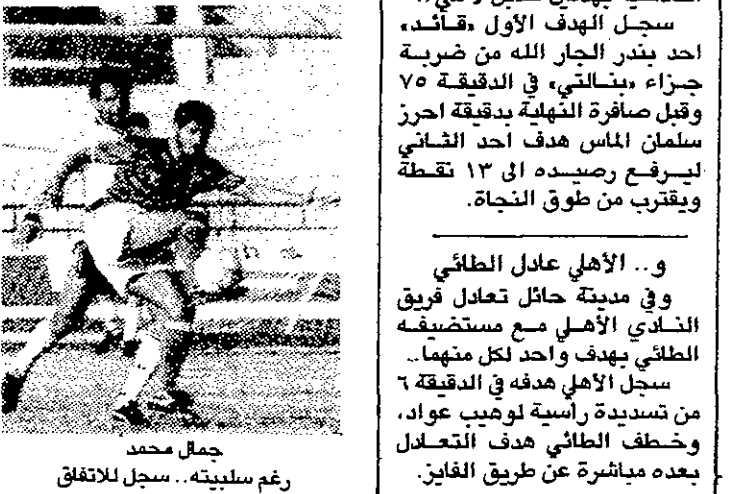 سجل الهدف الأول «قائد»
احد بندر الجار الله من ضربة
جزاء «بنالتي» في الدقيقة ٧٥
وقبل صافرة النهاية بدقيقة احرز
سلمان الماس هدف احد الثاني
ليرفع رصيده الى ١٣ نقطة
ويقترب من طوق النجاة.
و.. الأهلي عادل الطائي
وفي مدينة حائل تعادل فريق
النادي الأهلي مع مستضيفه
الطائي بهدف واحد لكل منهما..
سجل الأهلي هدفه في الدقيقة ٦
من تسديدة رأسية لوهيب عواد،
وخطف الطائي هدف التعادل
بعده مباشرة عن طريق الفايز.
جمال محمد
رغم سلبيته.. سجل للاتفاق